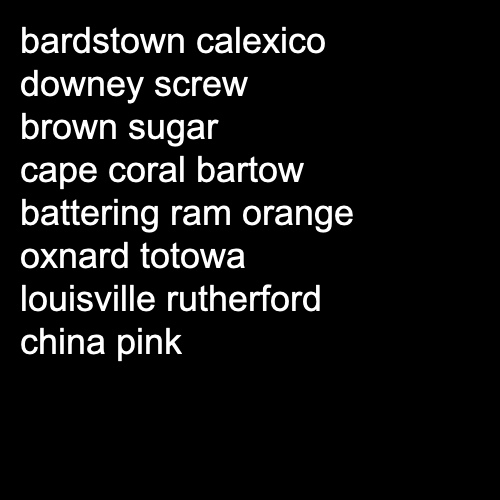 bardstown calexico
downey screw
brown sugar
cape coral bartow
battering ram orange
oxnard totowa
louisville rutherford
china pink